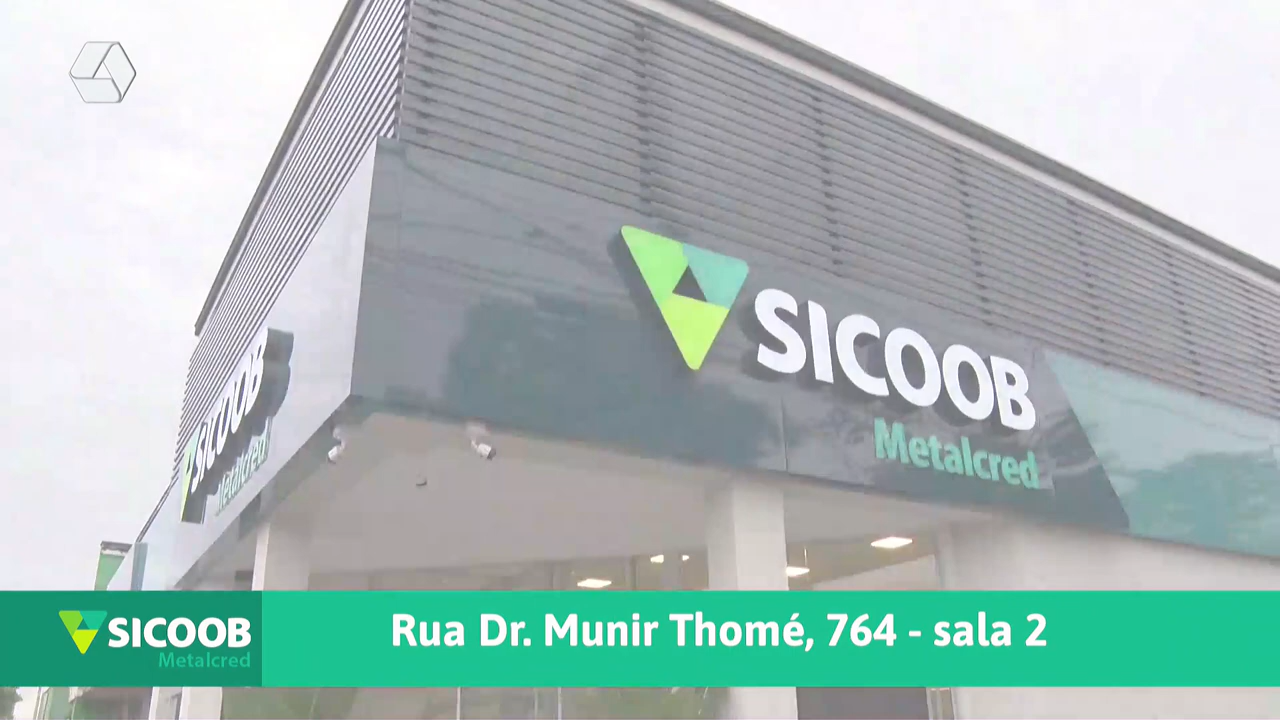 SICOOB
Metalcred
SICOOB
Metalcred
SICOOB
Metalcred
Rua Dr. Munir Thomé, 764 - sala 2